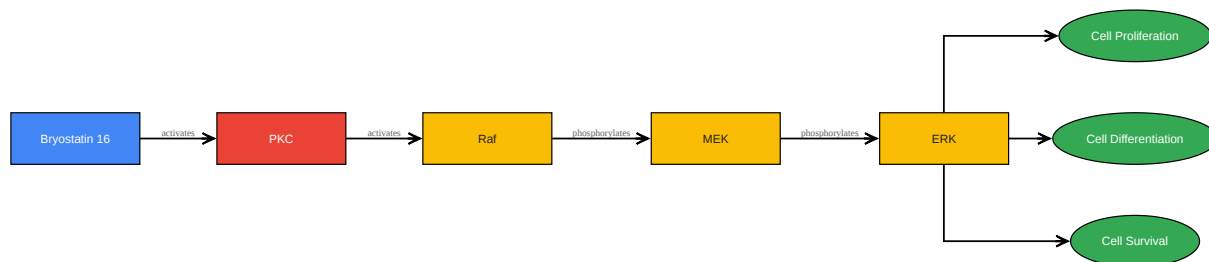 Cell Proliferation
Bryostatin 16
activates
PKC
activates
Raf
phosphorylates
MEK
phosphorylates
ERK
Cell Differentiation
Cell Survival